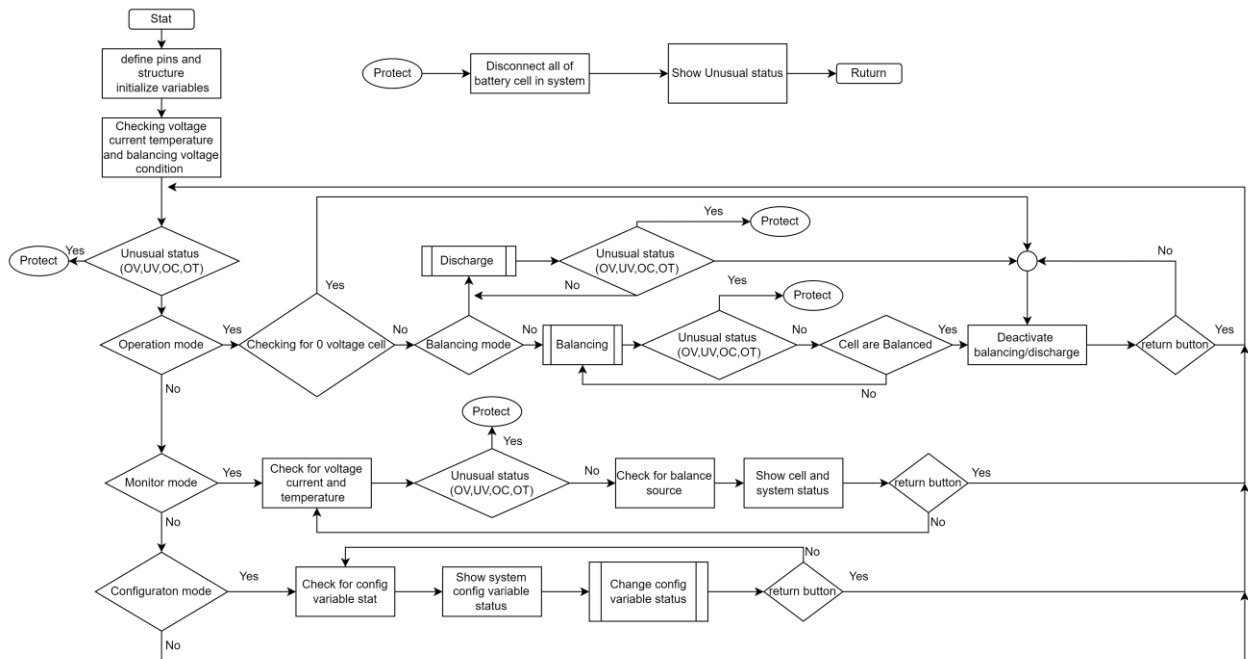 Stat
define pins and
structure
initialize variables
Checking voltage
current temperature
and balancing voltage
condition
Protect
Disconnect all of
battery cell in system
Show Unusual status
Ruturn
Protect
Yes
Unusual status
(OV,UV,OC,OT)
Operation mode
Yes
No
Checking for 0 voltage cell
Yes
No
Balancing mode
Discharge
Unusual status
(OV,UV,OC,OT)
Yes
Protect
No
No
Balancing
Unusual status
(OV,UV,OC,OT)
Yes
Protect
No
Cell are Balanced
Yes
No
Deactivate
balancing/discharge
return button
No
Yes
Monitor mode
Yes
No
Check for voltage
current and
temperature
Unusual status
(OV,UV,OC,OT)
Yes
Protect
No
Check for balance
source
Show cell and
system status
return button
Yes
No
Configuraton mode
Yes
No
Check for config
variable stat
Show system
config variable
status
Change config
variable status
return button
No
Yes